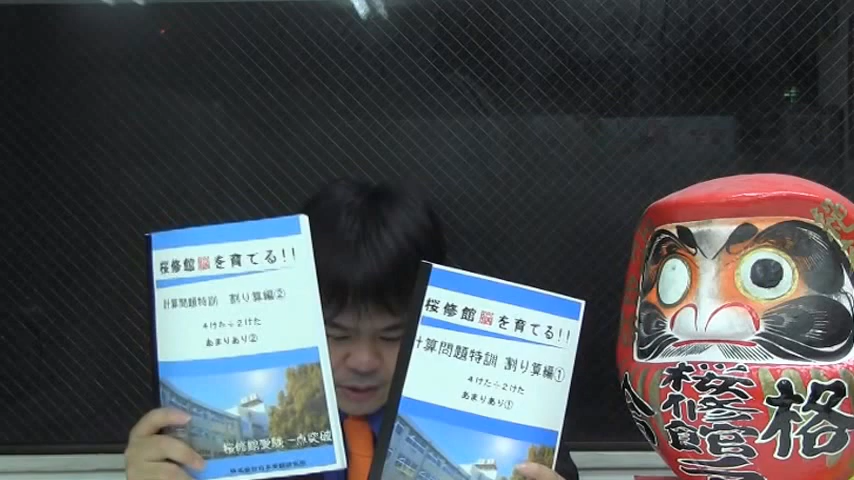 桜修館脳を育てる!!
計算問題特訓 割り算編②
4けた÷2けた
あまりあり②
桜修館受験一点突破
桜修館脳を育てる!!
計算問題特訓 割り算編①
4けた÷2けた
あまりあり①
桜修館
合格